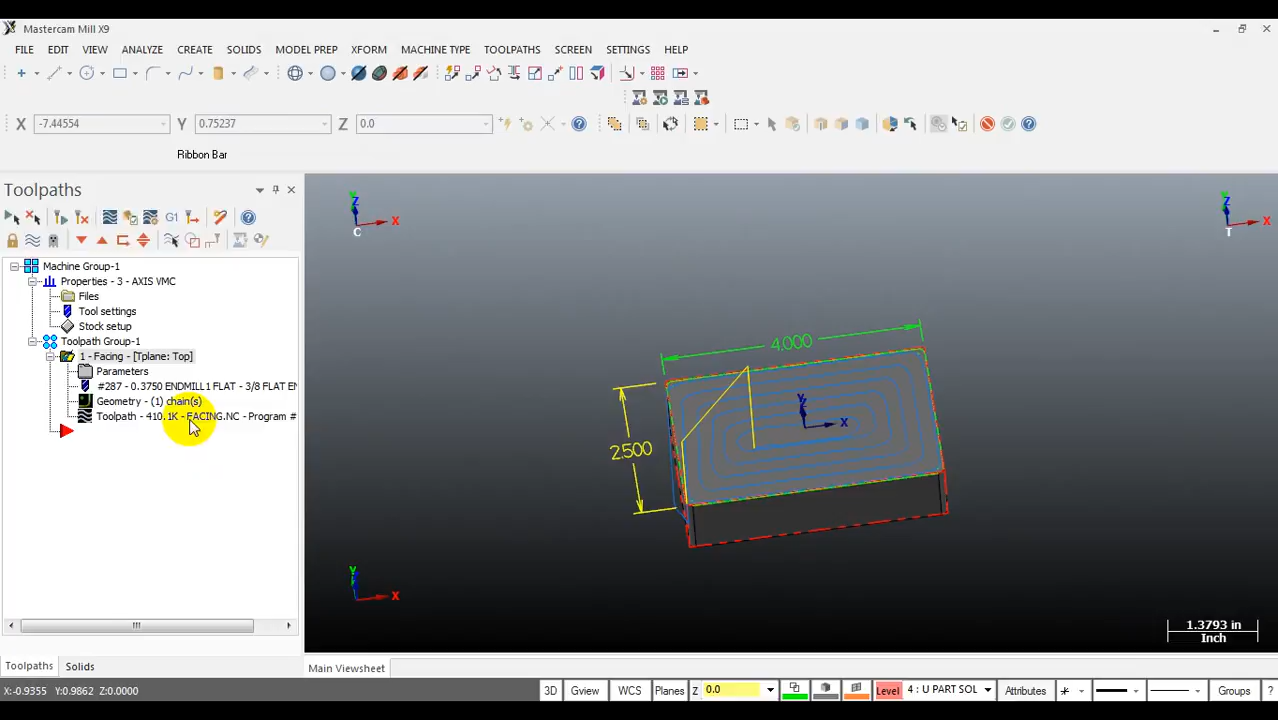 Mastercam Mill X9
FILE EDIT VIEW ANALYZE CREATE SOLIDS MODEL PREP XFORM MACHINE TYPE TOOLPATHS SCREEN SETTINGS HELP
X -7.44554 Y 0.75237 Z 0.0
Ribbon Bar
Toolpaths
G1
Machine Group-1
Properties - 3 - AXIS VMC
Files
Tool settings
Stock setup
Toolpath Group-1
1 - Facing - [Tplane: Top]
Parameters
#287 - 0.3750 ENDMILL1 FLAT - 3/8 FLAT EN
Geometry - (1) chain(s)
Toolpath - 410.1K - FACING.NC - Program #
Toolpaths Solids
Y Z X C
Y Z X T
4.000
2.500
Y Z X
Y Z X
1.3793 in
Inch
Main Viewsheet
X:-0.9355 Y:0.9862 Z:0.0000
3D Gview WCS Planes Z 0.0 Level 4 : U PART SOL Attributes Groups ?